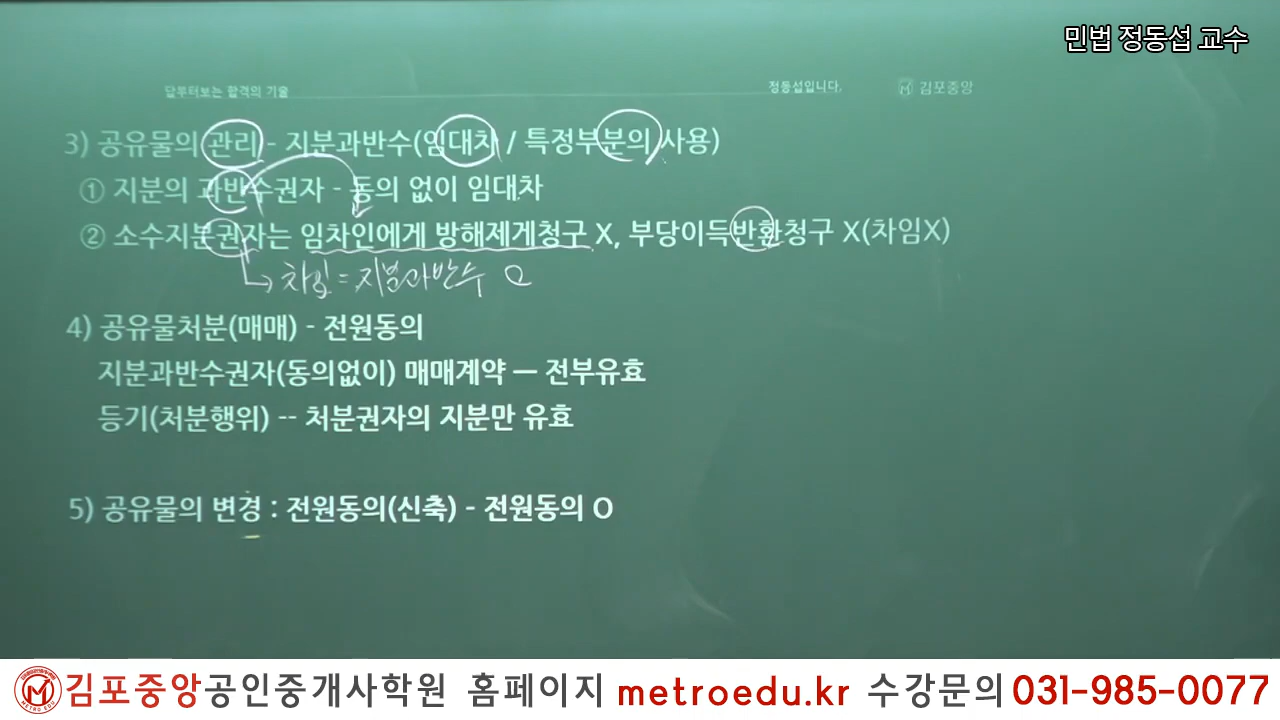 민법 정동섭 교수
답부터보는 합격의 기술
정동섭입니다.
김포중앙
3) 공유물의 관리 - 지분과반수(임대차 / 특정부분의 사용)
① 지분의 과반수권자 - 동의 없이 임대차
② 소수지분권자는 임차인에게 방해제게청구 X, 부당이득반환청구 X(차임X)
↳ 차임 = 지분과반수 O
4) 공유물처분(매매) - 전원동의
지분과반수권자(동의없이) 매매계약 — 전부유효
등기(처분행위) -- 처분권자의 지분만 유효
5) 공유물의 변경 : 전원동의(신축) - 전원동의 O
김포중앙공인중개사학원 홈페이지 metroedu.kr 수강문의 031-985-0077